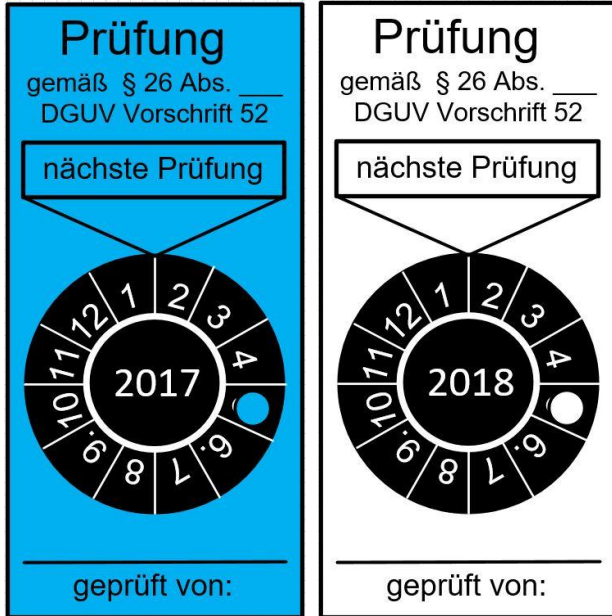 Prüfung
gemäß § 26 Abs. ___
DGUV Vorschrift 52
nächste Prüfung
1 2 3 4 6. 7 8 9. 10 11 12
2017
geprüft von:
Prüfung
gemäß § 26 Abs. ___
DGUV Vorschrift 52
nächste Prüfung
1 2 3 4 6. 7 8 9. 10 11 12
2018
geprüft von: